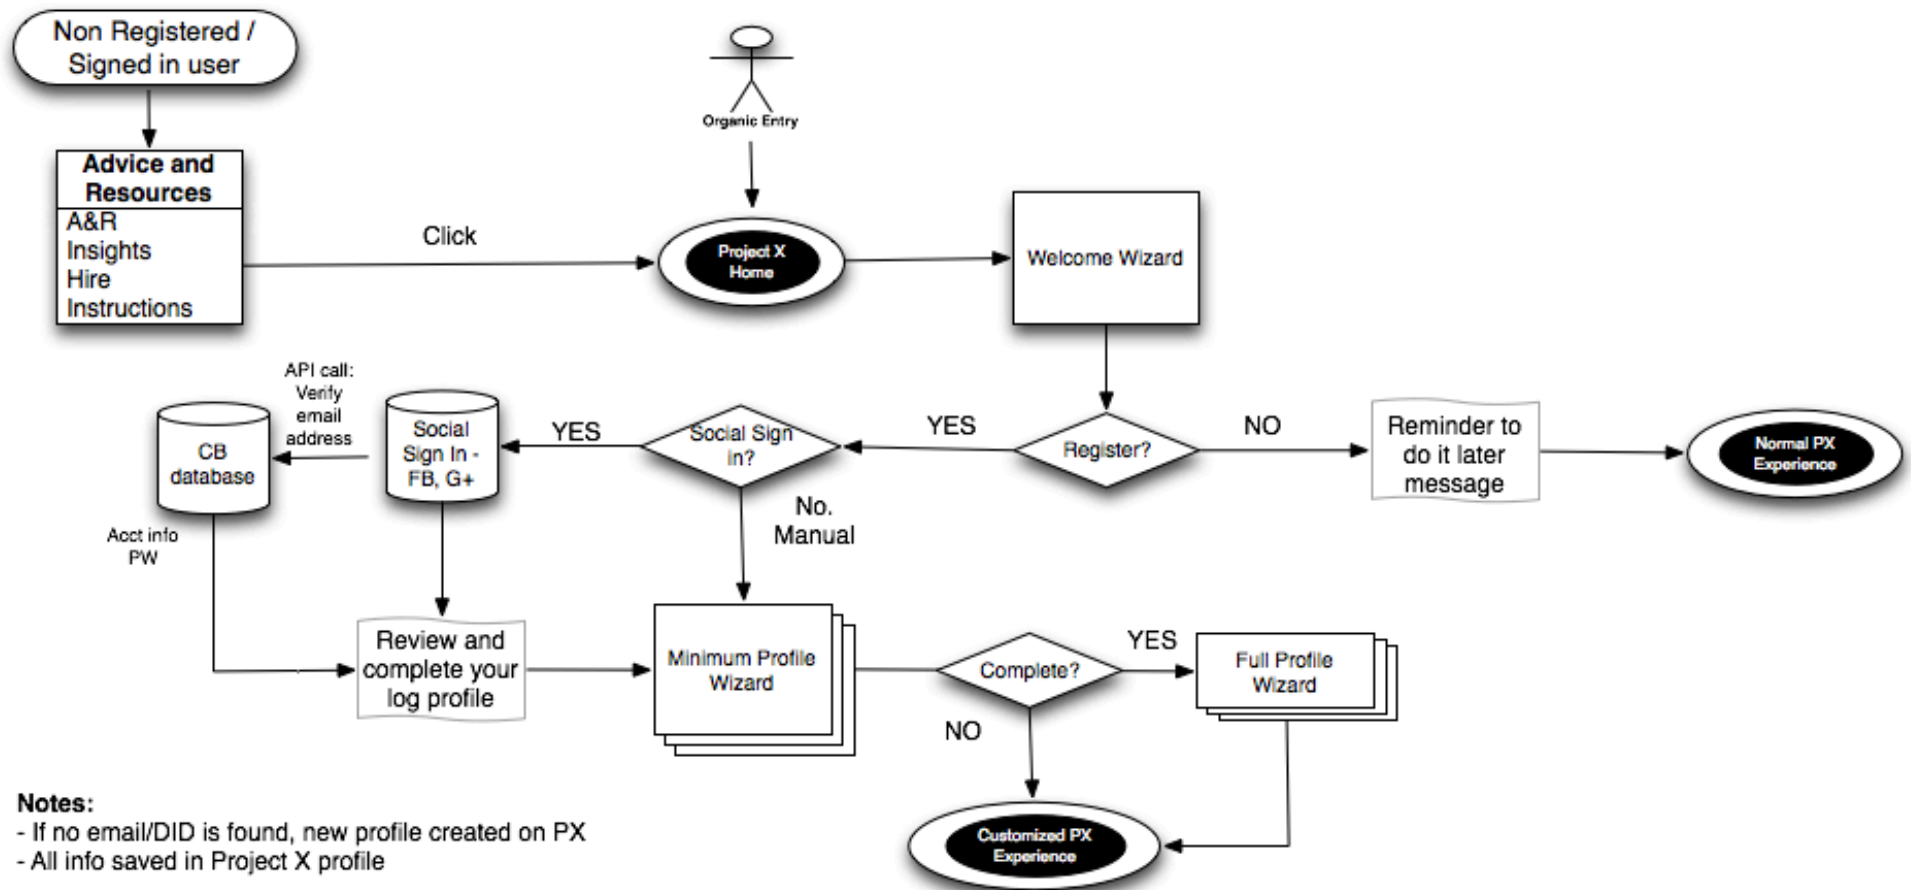 Non Registered /
Signed in user
Organic Entry
Advice and
Resources
A&R
Insights
Hire
Instructions
Click
Project X
Home
Welcome Wizard
API call:
Verify
email
address
CB
database
Social
Sign In -
FB, G+
YES
Social Sign
in?
YES
Register?
NO
Reminder to
do it later
message
Normal PX
Experience
No.
Manual
Acct info
PW
Review and
complete your
log profile
Minimum Profile
Wizard
Complete?
YES
Full Profile
Wizard
NO
Customized PX
Experience
Notes:
- If no email/DID is found, new profile created on PX
- All info saved in Project X profile